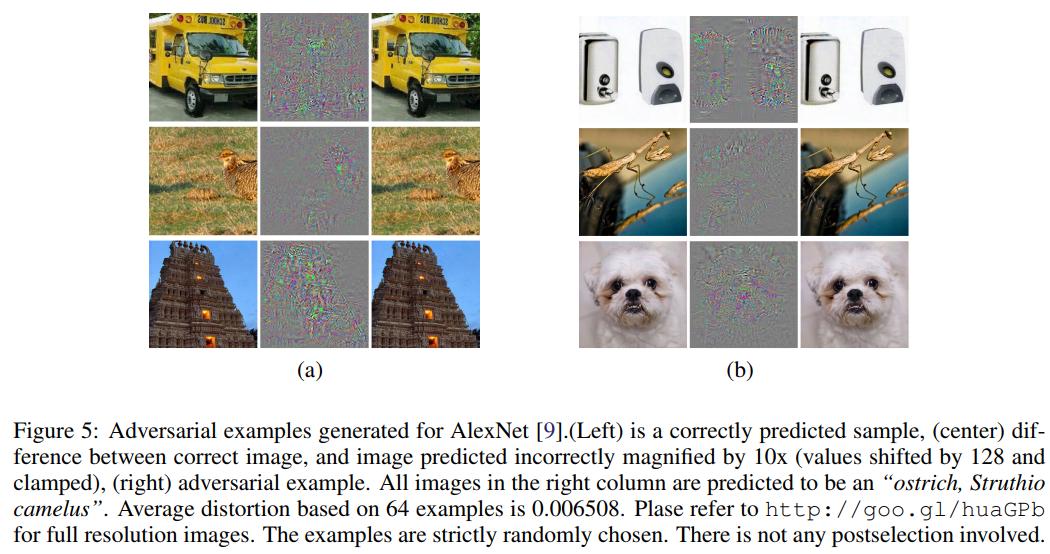 SCHOOL BUS
(a)
(b)
Figure 5: Adversarial examples generated for AlexNet [9].(Left) is a correctly predicted sample, (center) dif-
ference between correct image, and image predicted incorrectly magnified by 10x (values shifted by 128 and
clamped), (right) adversarial example. All images in the right column are predicted to be an “ostrich, Struthio
camelus”. Average distortion based on 64 examples is 0.006508. Plase refer to http://goo.gl/huaGPb
for full resolution images. The examples are strictly randomly chosen. There is not any postselection involved.